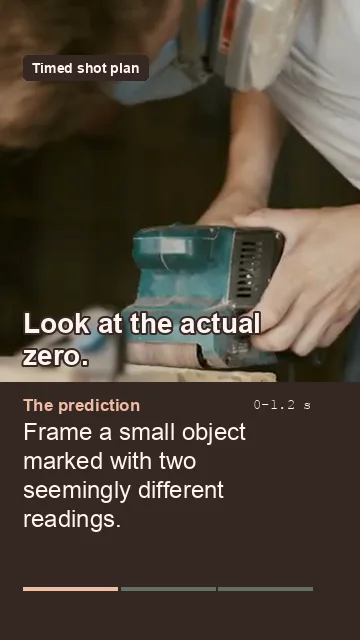 Timed shot plan
Look at the actual
zero.
The prediction
0–1.2 s
Frame a small object
marked with two
seemingly different
readings.